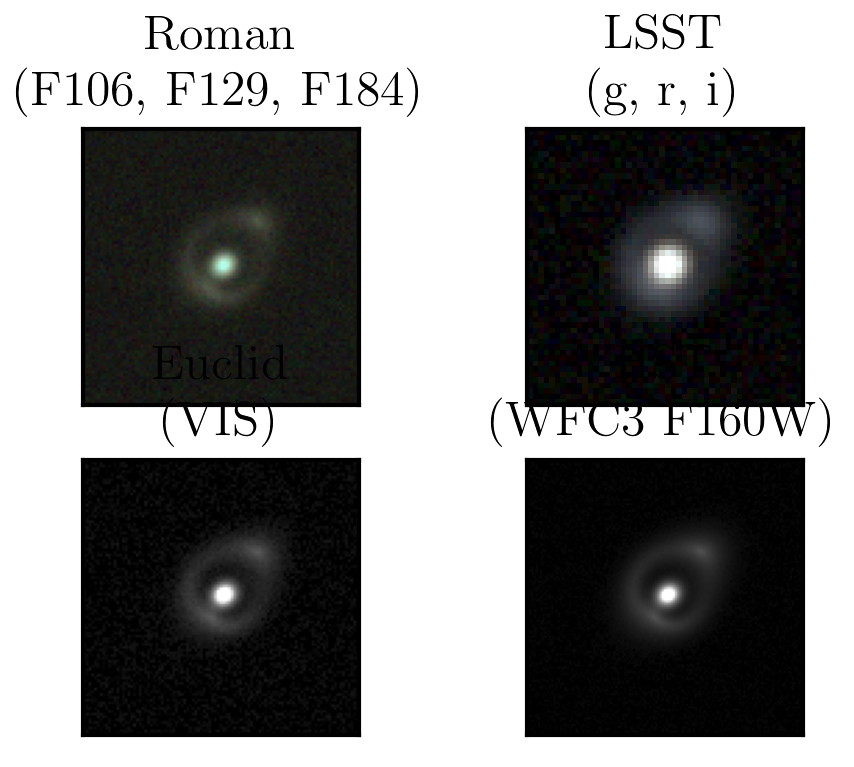 Roman
(F106, F129, F184)
LSST
(g, r, i)
Euclid
(VIS)
(WFC3 F160W)